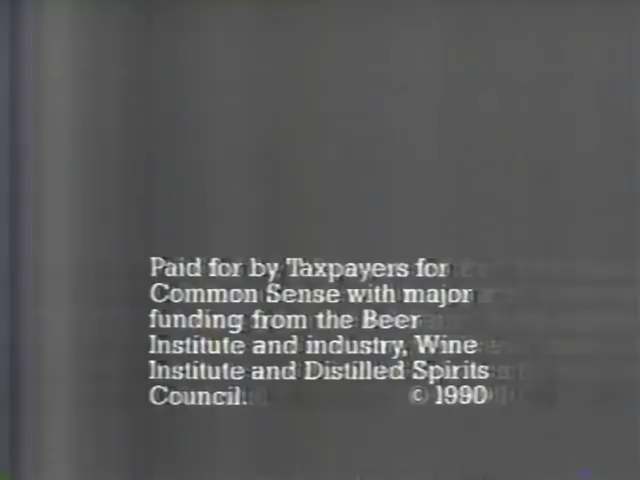 Paid for by Taxpayers for
Common Sense with major
funding from the Beer
Institute and industry, Wine
Institute and Distilled Spirits
Council.
© 1990